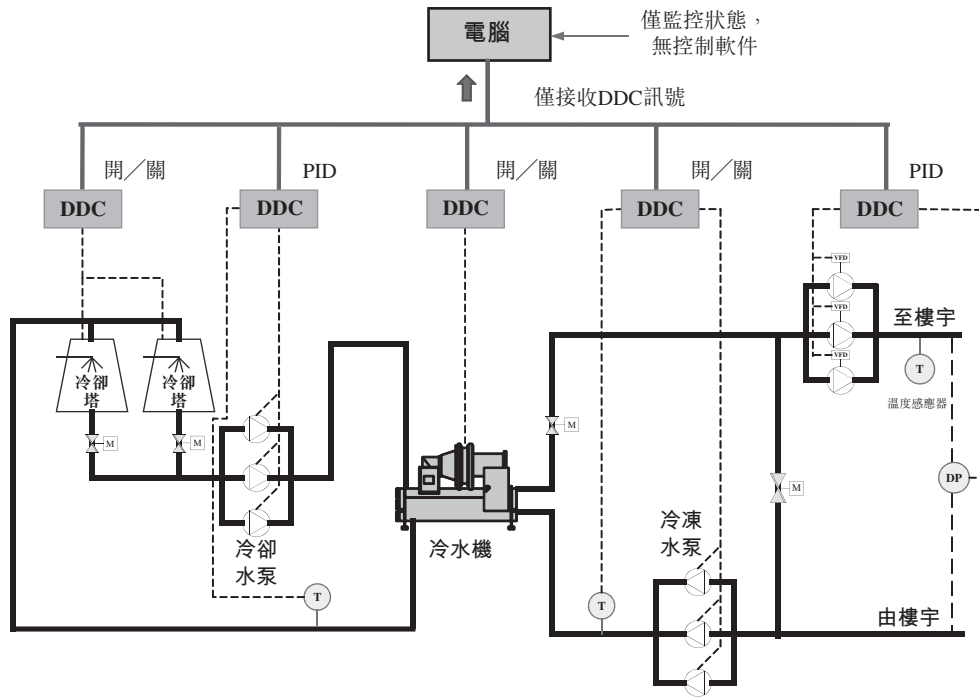 電腦
僅監控狀態，
無控制軟件
僅接收DDC訊號
開／關
PID
開／關
開／關
PID
DDC
DDC
DDC
DDC
DDC
VFD
VFD
VFD
至樓宇
T
溫度感應器
冷卻
塔
冷卻
塔
M
M
M
M
DP
冷卻
水泵
冷水機
冷凍
水泵
T
T
由樓宇